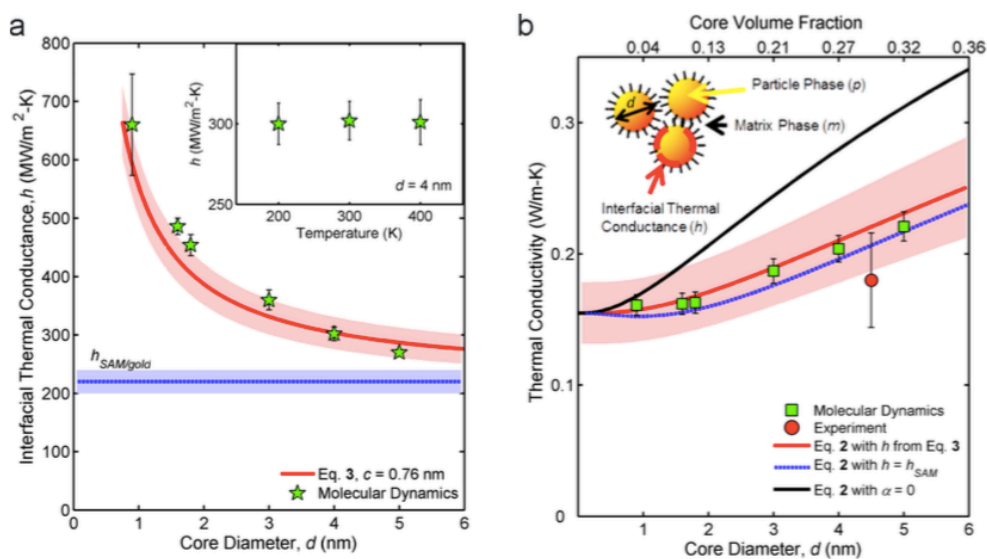 a
Interfacial Thermal Conductance, h (MW/m²-K)
800
700
600
500
400
300
200
100
0
0 1 2 3 4 5 6
Core Diameter, d (nm)
h (MW/m²-K)
300
250
200 300 400
Temperature (K)
d = 4 nm
hSAM/gold
Eq. 3, c = 0.76 nm
Molecular Dynamics
b
Core Volume Fraction
0.04 0.13 0.21 0.27 0.32 0.36
Thermal Conductivity (W/m-K)
0.3
0.2
0.1
0
0 1 2 3 4 5 6
Core Diameter, d (nm)
d
Particle Phase (p)
Matrix Phase (m)
Interfacial Thermal
Conductance (h)
Molecular Dynamics
Experiment
Eq. 2 with h from Eq. 3
Eq. 2 with h = hSAM
Eq. 2 with α = 0